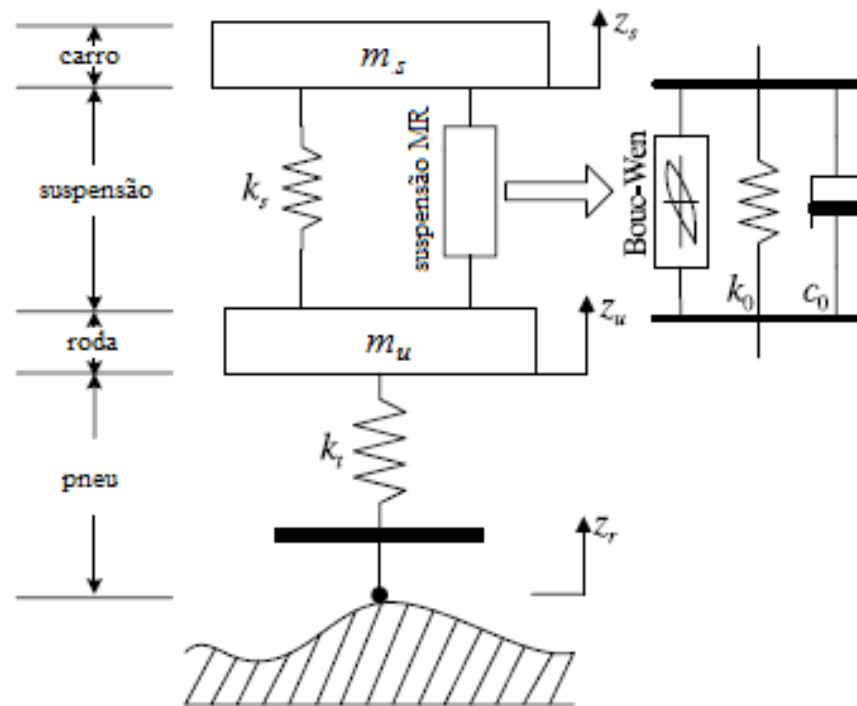 carro
m_s
z_s
suspensão
k_s
suspensão MR
Bouc-Wen
k_0
c_0
roda
m_u
z_u
pneu
k_t
z_r